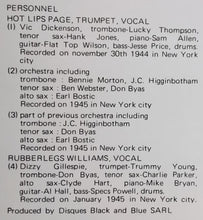 PERSONNEL
HOT LIPS PAGE, TRUMPET, VOCAL
(I) Vic Dickenson, trombone-Lucky Thompson,
tenor sax-Hank Jones, piano-Sam Allen,
guitar-Flat Top Wilson, bass-Jesse Price, drums.
Recorded on november 30th 1944 in New York
city
(2) orchestra including
trombone : Bennie Morton, J.C. Higginbotham
tenor sax : Ben Webster, Don Byas
alto sax : Earl Bostic
Recorded on 1945 in New York city
(3) part of previous orchestra including
trombone : J.C. Higginbotham
tenor sax : Don Byas
alto sax : Earl Bostic
Recorded on 1945 in New York city
RUBBERLEGS WILLIAMS, VOCAL
(4) Dizzy Gillespie, trumpet-Trummy Young,
trombone-Don Byas, tenor sax-Charlie Parker,
alto sax-Clyde Hart, piano-Mike Bryan,
guitar-Al Hall, bass-Specs Powell, drums,
Recorded on January 1945 in New York city.
Produced by Disques Black and Blue SARL